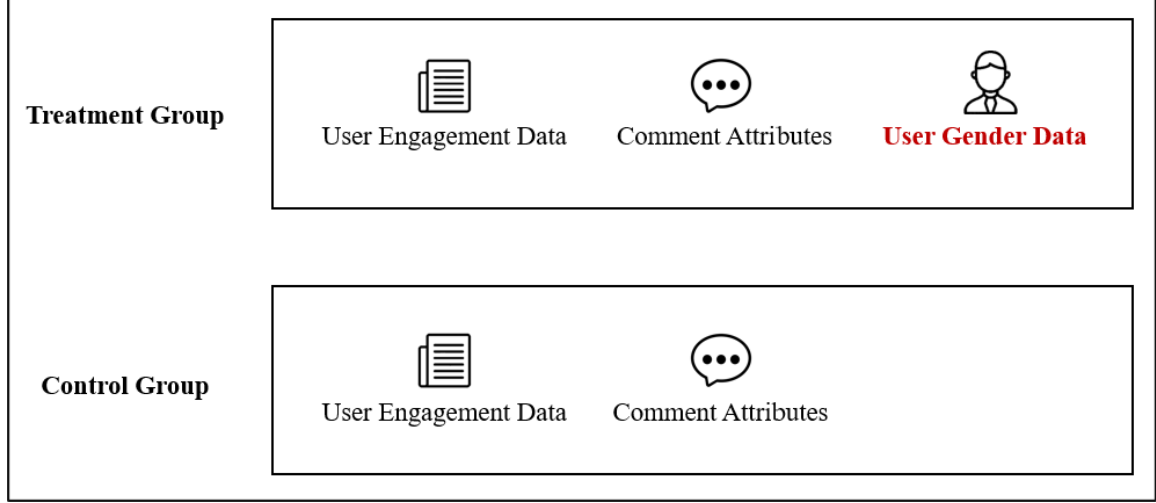 Treatment Group
User Engagement Data
Comment Attributes
User Gender Data
Control Group
User Engagement Data
Comment Attributes